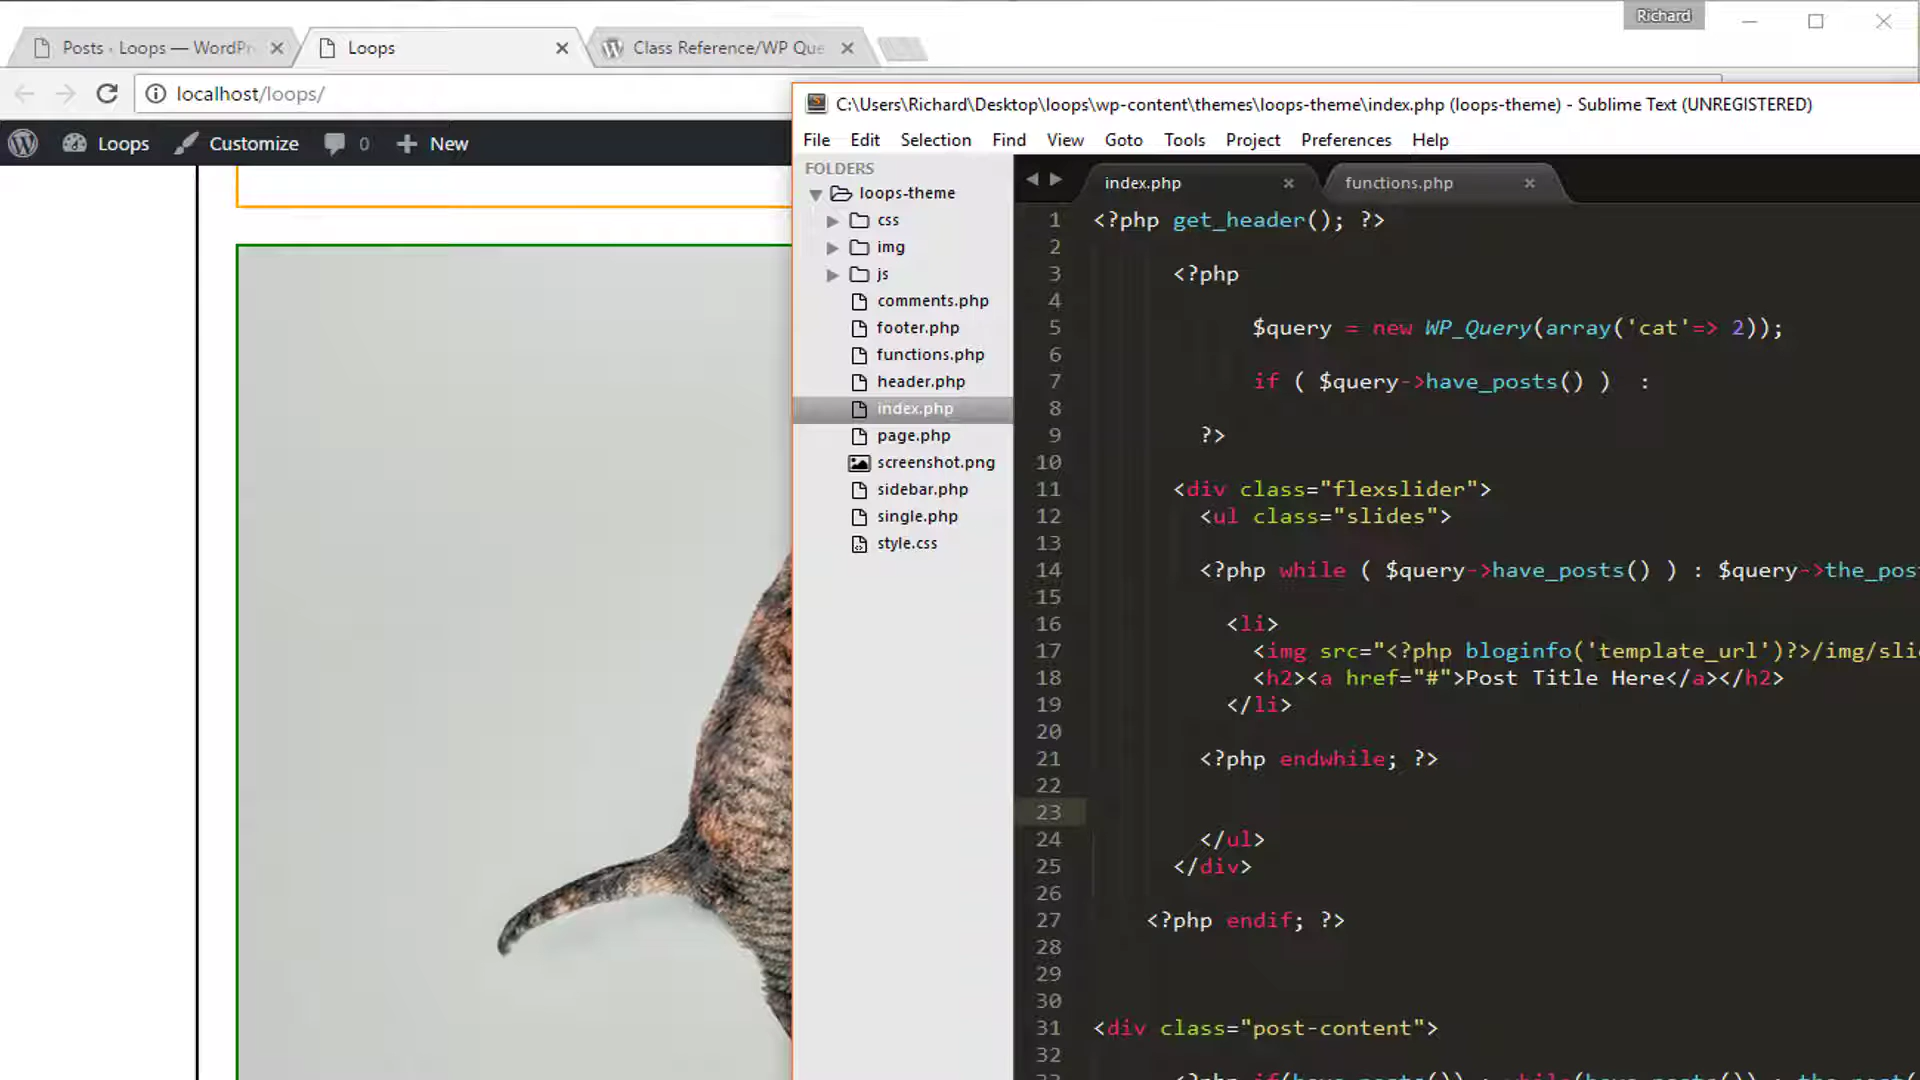 Richard
Posts ‹ Loops — WordPr
Loops
Class Reference/WP Que
localhost/loops/
Loops
Customize
0
New
C:\Users\Richard\Desktop\loops\wp-content\themes\loops-theme\index.php (loops-theme) - Sublime Text (UNREGISTERED)
File Edit Selection Find View Goto Tools Project Preferences Help
FOLDERS
loops-theme
css
img
js
comments.php
footer.php
functions.php
header.php
index.php
page.php
screenshot.png
sidebar.php
single.php
style.css
index.php
functions.php
1 <?php get_header(); ?>
2
3 <?php
4
5 $query = new WP_Query(array('cat'=> 2));
6
7 if ( $query->have_posts() ) :
8
9 ?>
10
11 <div class="flexslider">
12 <ul class="slides">
13
14 <?php while ( $query->have_posts() ) : $query->the_pos
15
16 <li>
17 <img src="<?php bloginfo('template_url')?>/img/sli
18 <h2><a href="#">Post Title Here</a></h2>
19 </li>
20
21 <?php endwhile; ?>
22
23
24 </ul>
25 </div>
26
27 <?php endif; ?>
28
29
30
31 <div class="post-content">
32